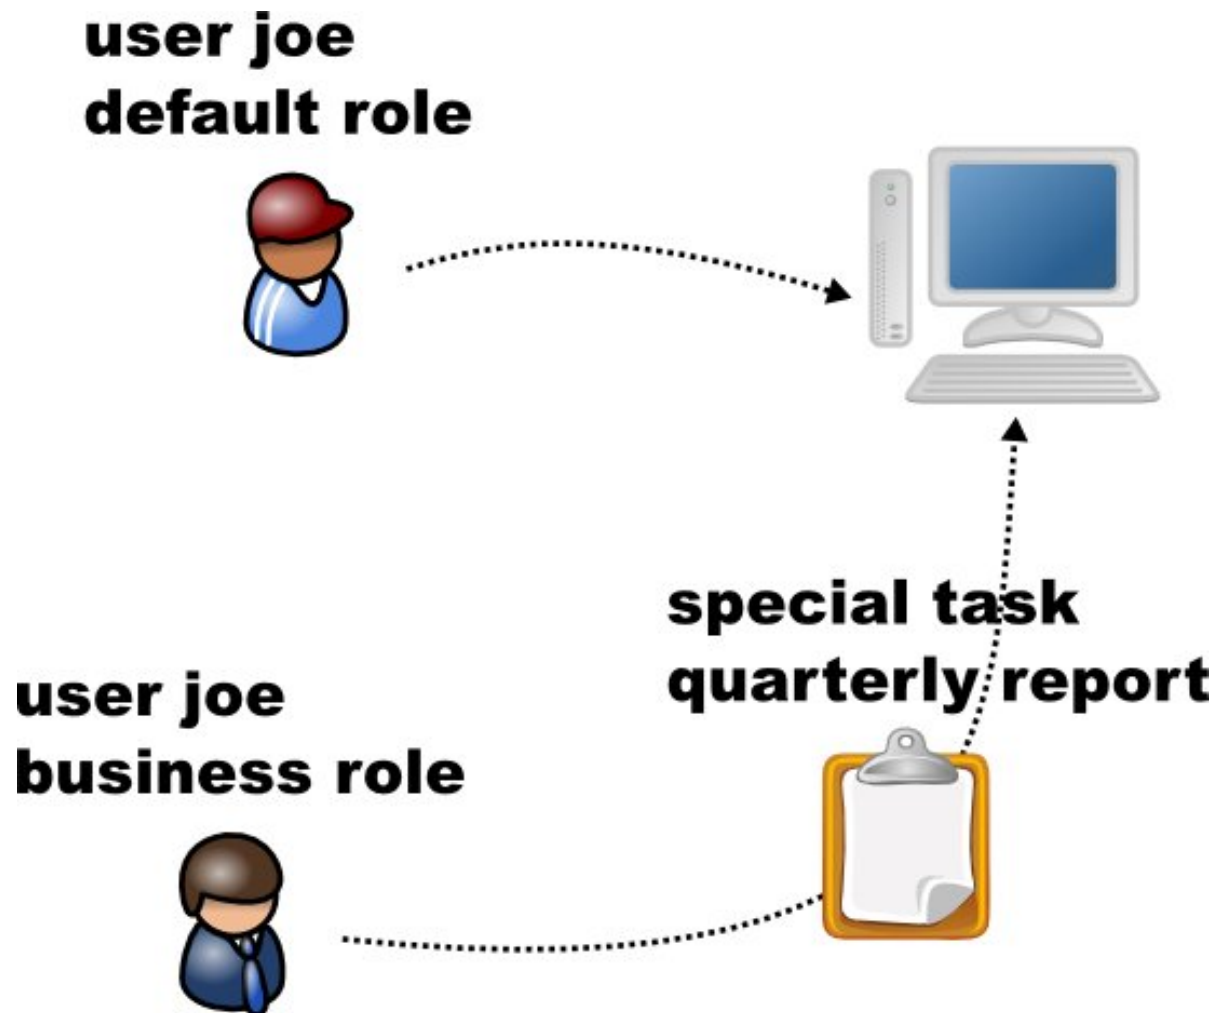 user joe
default role
special task
quarterly report
user joe
business role